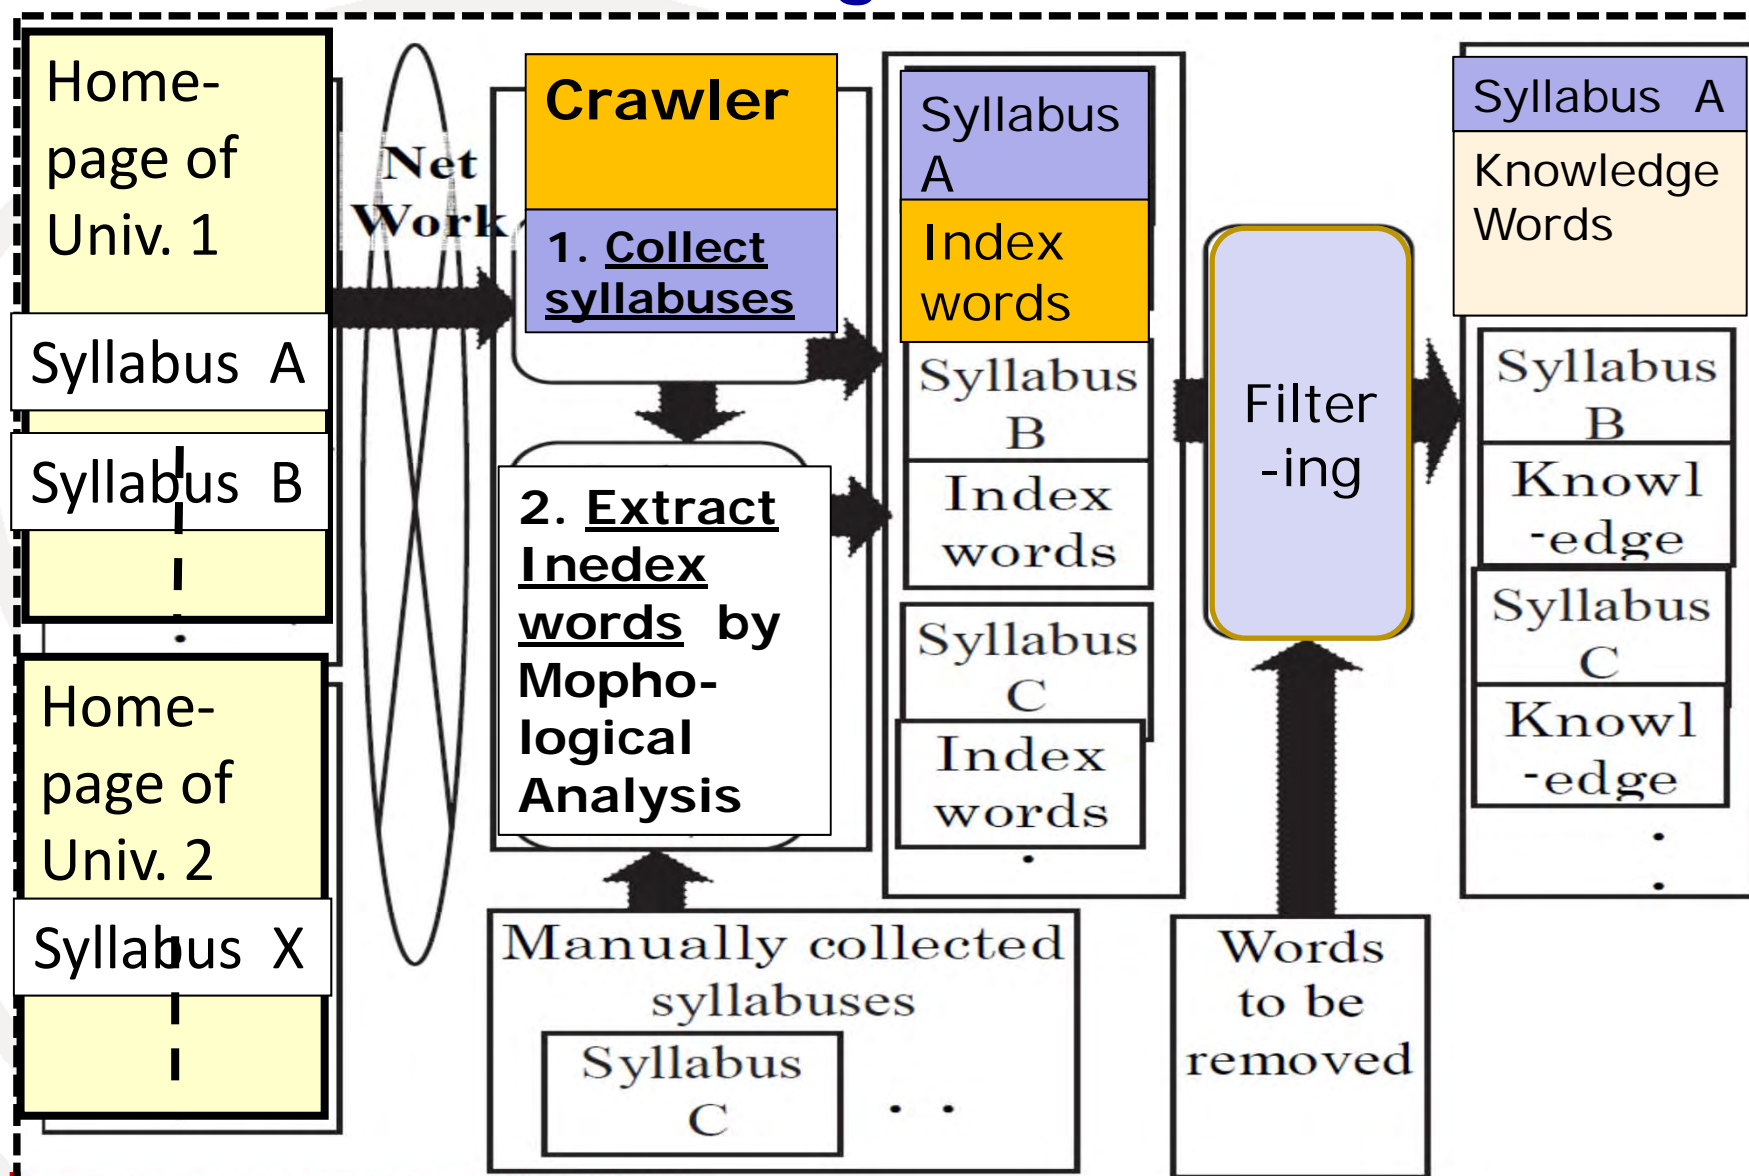 Home-
page of
Univ. 1
Syllabus A
Syllabus B
Home-
page of
Univ. 2
Syllabus X
Net
Work
Crawler
1. Collect
syllabuses
2. Extract
Inedex
words by
Mopho-
logical
Analysis
Manually collected
syllabuses
Syllabus
C
Syllabus
A
Index
words
Syllabus
B
Index
words
Syllabus
C
Index
words
Filter
-ing
Words
to be
removed
Syllabus A
Knowledge
Words
Syllabus
B
Knowl
-edge
Syllabus
C
Knowl
-edge